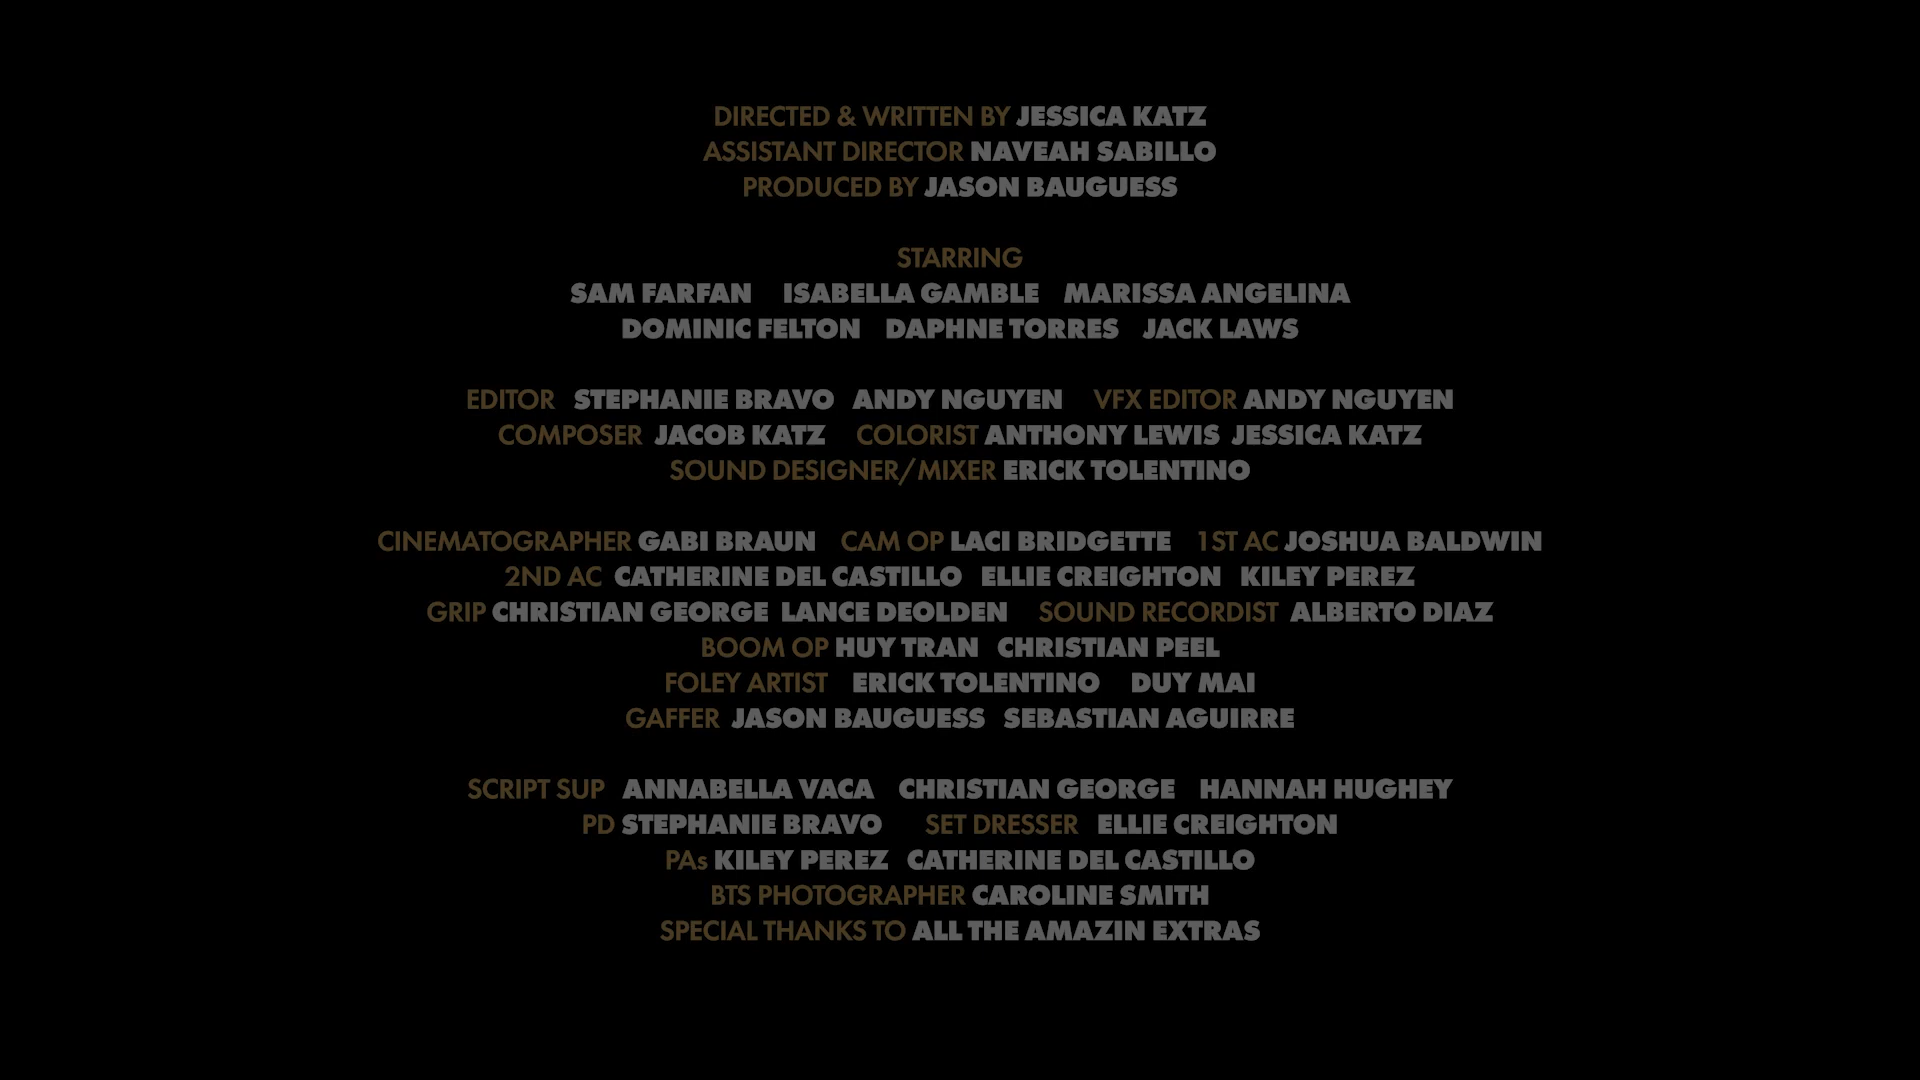 DIRECTED & WRITTEN BY JESSICA KATZ
ASSISTANT DIRECTOR NAVEAH SABILLO
PRODUCED BY JASON BAUGUESS
STARRING
SAM FARFAN ISABELLA GAMBLE MARISSA ANGELINA
DOMINIC FELTON DAPHNE TORRES JACK LAWS
EDITOR STEPHANIE BRAVO ANDY NGUYEN VFX EDITOR ANDY NGUYEN
COMPOSER JACOB KATZ COLORIST ANTHONY LEWIS JESSICA KATZ
SOUND DESIGNER/MIXER ERICK TOLENTINO
CINEMATOGRAPHER GABI BRAUN CAM OP LACI BRIDGETTE 1ST AC JOSHUA BALDWIN
2ND AC CATHERINE DEL CASTILLO ELLIE CREIGHTON KILEY PEREZ
GRIP CHRISTIAN GEORGE LANCE DEOLDEN SOUND RECORDIST ALBERTO DIAZ
BOOM OP HUY TRAN CHRISTIAN PEEL
FOLEY ARTIST ERICK TOLENTINO DUY MAI
GAFFER JASON BAUGUESS SEBASTIAN AGUIRRE
SCRIPT SUP ANNABELLA VACA CHRISTIAN GEORGE HANNAH HUGHEY
PD STEPHANIE BRAVO SET DRESSER ELLIE CREIGHTON
PAs KILEY PEREZ CATHERINE DEL CASTILLO
BTS PHOTOGRAPHER CAROLINE SMITH
SPECIAL THANKS TO ALL THE AMAZIN EXTRAS